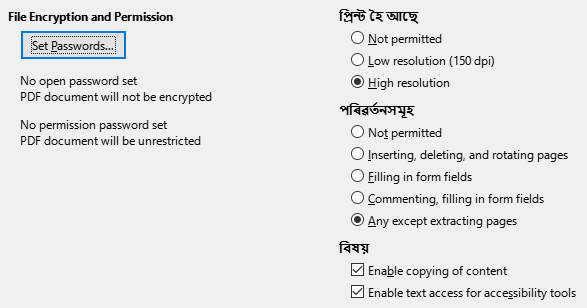 File Encryption and Permission
Set Passwords...
No open password set
PDF document will not be encrypted
No permission password set
PDF document will be unrestricted
প্ৰিন্ট হৈ আছে
Not permitted
Low resolution (150 dpi)
High resolution
পৰিৱৰ্তনসমূহ
Not permitted
Inserting, deleting, and rotating pages
Filling in form fields
Commenting, filling in form fields
Any except extracting pages
বিষয়
Enable copying of content
Enable text access for accessibility tools